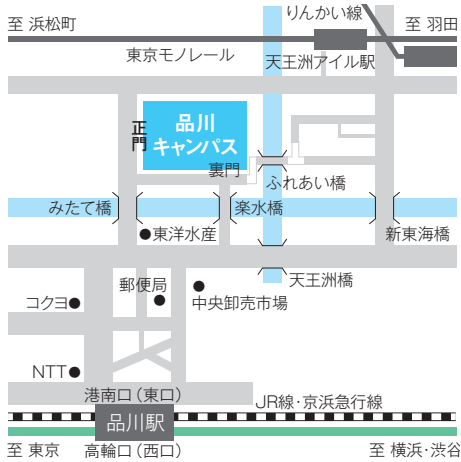 至 浜松町
りんかい線
至 羽田
東京モノレール
天王洲アイル駅
正門
品川
キャンパス
裏門
ふれあい橋
みたて橋
楽水橋
新東海橋
東洋水産
天王洲橋
郵便局
コクヨ
中央卸売市場
NTT
港南口（東口）
JR線・京浜急行線
品川駅
至 東京
高輪口（西口）
至 横浜・渋谷